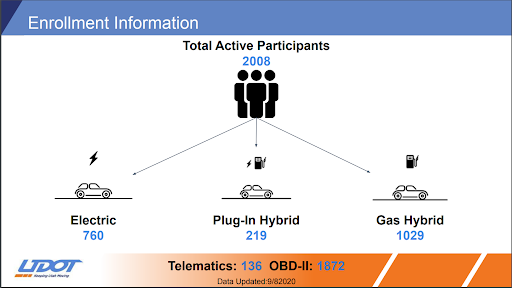 Enrollment Information
Total Active Participants
2008
Electric
760
Plug-In Hybrid
219
Gas Hybrid
1029
UDOT
Keeping Utah Moving
Telematics: 136 OBD-II: 1872
Data Updated:9/82020